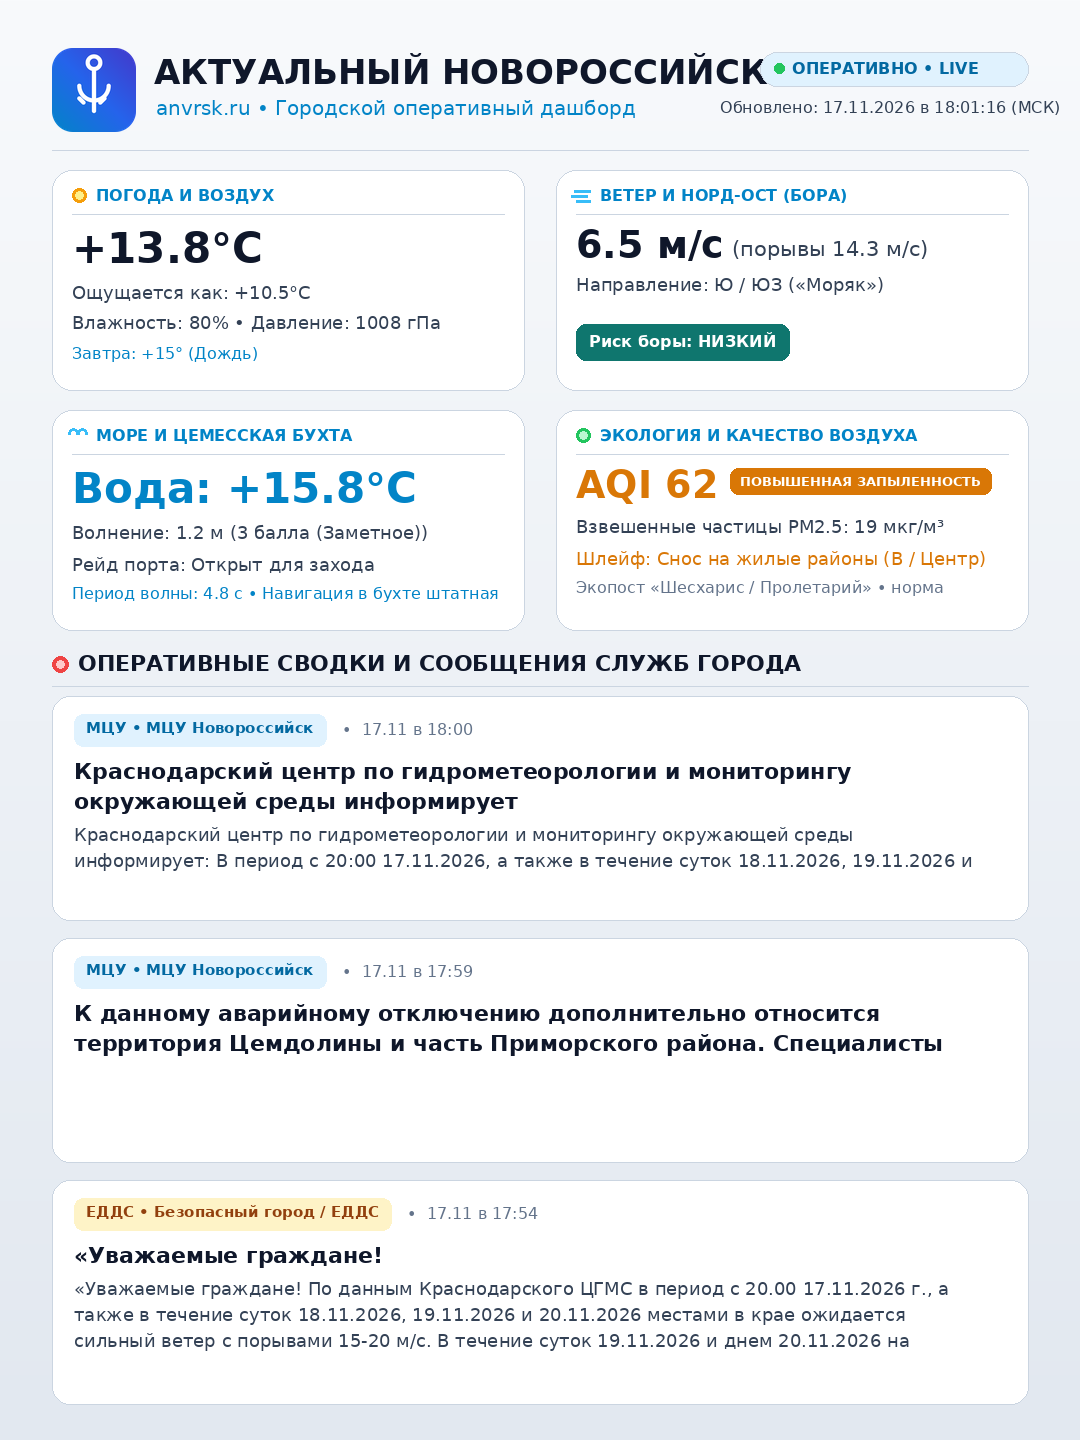 АКТУАЛЬНЫЙ НОВОРОССИЙСК
ОПЕРАТИВНО • LIVE
anvrsk.ru • Городской оперативный дашборд
Обновлено: 17.11.2026 в 18:01:16 (МСК)
ПОГОДА И ВОЗДУХ
+13.8°C
Ощущается как: +10.5°C
Влажность: 80% • Давление: 1008 гПа
Завтра: +15° (Дождь)
ВЕТЕР И НОРД-ОСТ (БОРА)
6.5 м/с (порывы 14.3 м/с)
Направление: Ю / ЮЗ («Моряк»)
Риск боры: НИЗКИЙ
МОРЕ И ЦЕМЕССКАЯ БУХТА
Вода: +15.8°C
Волнение: 1.2 м (3 балла (Заметное))
Рейд порта: Открыт для захода
Период волны: 4.8 с • Навигация в бухте штатная
ЭКОЛОГИЯ И КАЧЕСТВО ВОЗДУХА
AQI 62 ПОВЫШЕННАЯ ЗАПЫЛЕННОСТЬ
Взвешенные частицы PM2.5: 19 мкг/м³
Шлейф: Снос на жилые районы (В / Центр)
Экопост «Шесхарис / Пролетарий» • норма
ОПЕРАТИВНЫЕ СВОДКИ И СООБЩЕНИЯ СЛУЖБ ГОРОДА
МЦУ • МЦУ Новороссийск • 17.11 в 18:00
Краснодарский центр по гидрометеорологии и мониторингу
окружающей среды информирует
Краснодарский центр по гидрометеорологии и мониторингу окружающей среды
информирует: В период с 20:00 17.11.2026, а также в течение суток 18.11.2026, 19.11.2026 и
МЦУ • МЦУ Новороссийск • 17.11 в 17:59
К данному аварийному отключению дополнительно относится
территория Цемдолины и часть Приморского района. Специалисты
ЕДДС • Безопасный город / ЕДДС • 17.11 в 17:54
«Уважаемые граждане!
«Уважаемые граждане! По данным Краснодарского ЦГМС в период с 20.00 17.11.2026 г., а
также в течение суток 18.11.2026, 19.11.2026 и 20.11.2026 местами в крае ожидается
сильный ветер с порывами 15-20 м/с. В течение суток 19.11.2026 и днем 20.11.2026 на